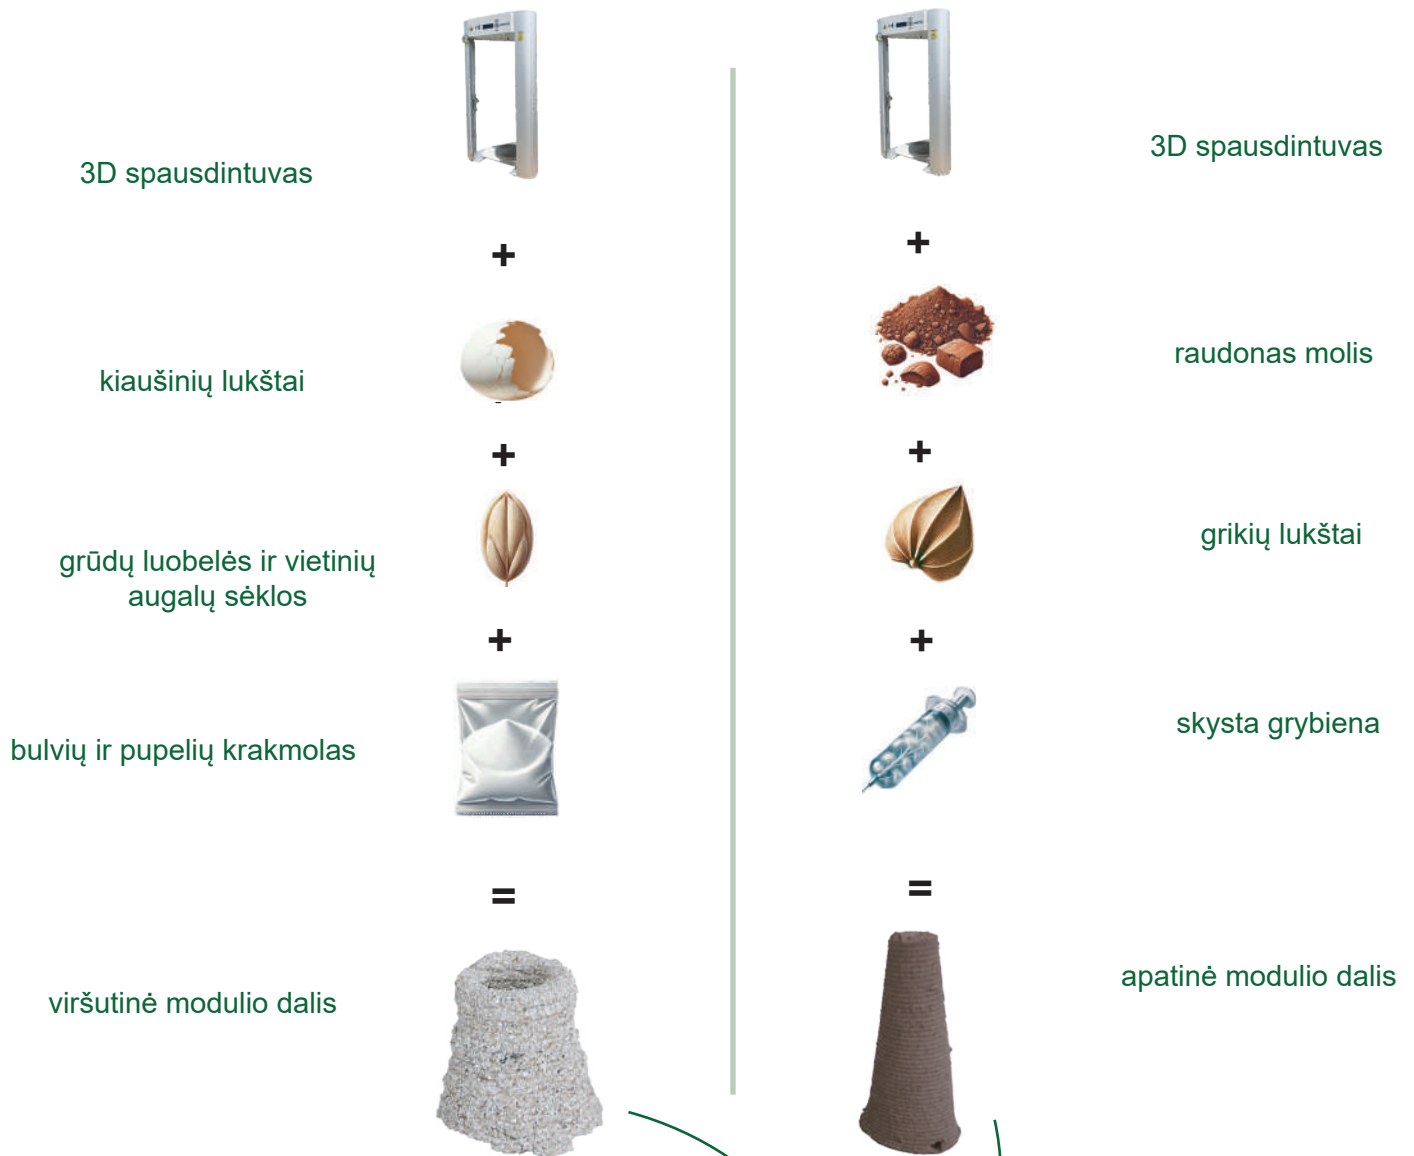 3D spausdintuvas
+
kiaušinių lukštai
+
grūdų luobelės ir vietinių
augalų sėklos
+
bulvių ir pupelių krakmolas
=
viršutinė modulio dalis
3D spausdintuvas
+
raudonas molis
+
grikių lukštai
+
skysta grybiena
=
apatinė modulio dalis